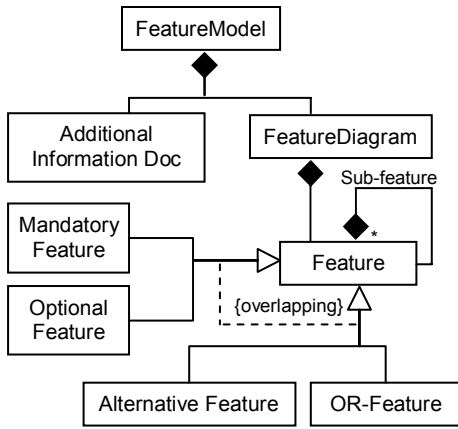 FeatureModel
Additional
Information Doc
FeatureDiagram
Sub-feature
*
Mandatory
Feature
Feature
Optional
Feature
{overlapping}
Alternative Feature
OR-Feature